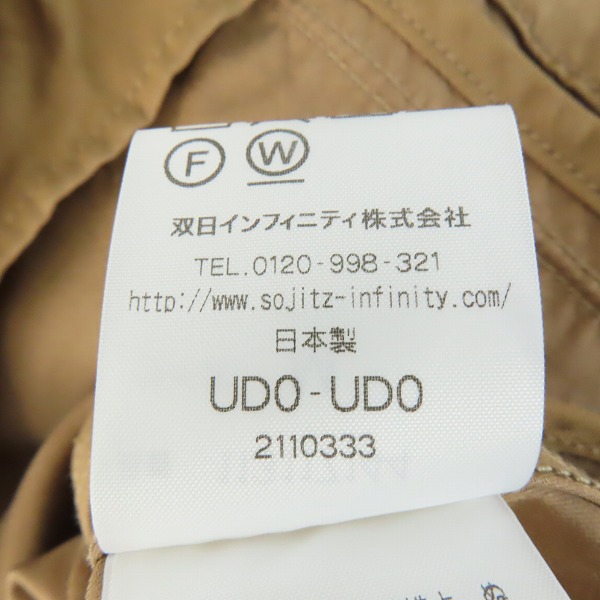 F W
双日インフィニティ株式会社
TEL.0120-998-321
http://www.sojitz-infinity.com/
日本製
UD0-UD0
2110333